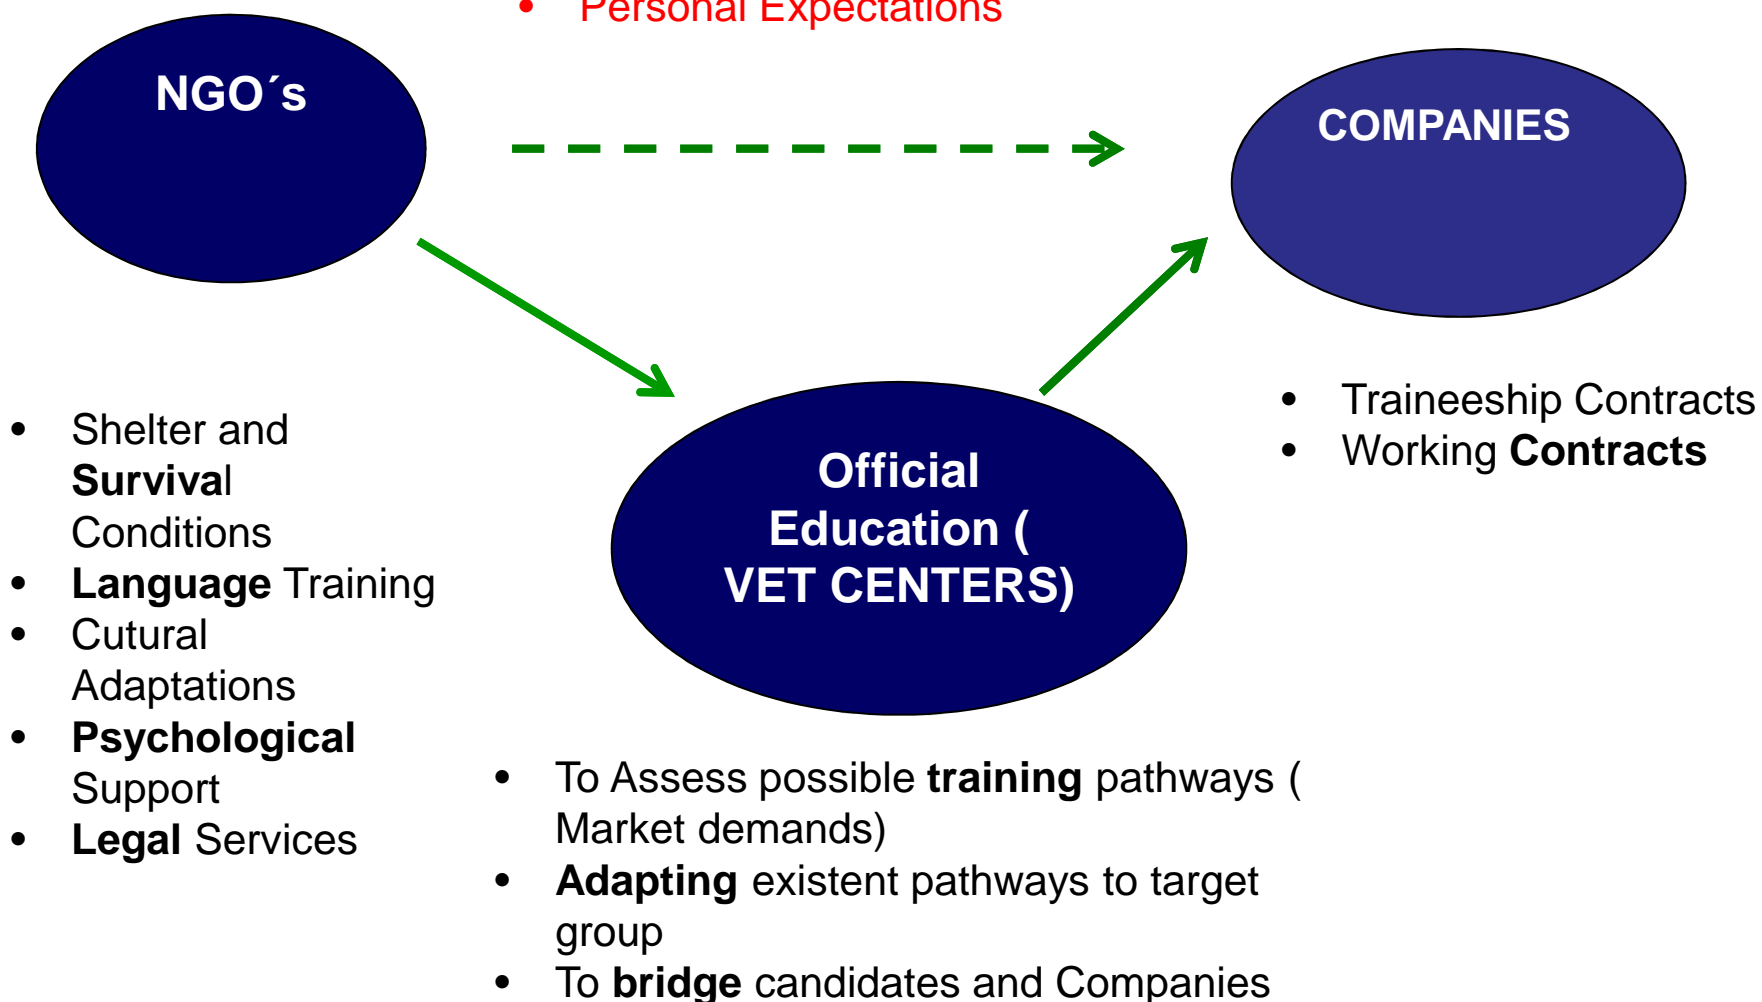 • Personal Expectations
NGO´s
COMPANIES
• Shelter and
Survival
Conditions
• Language Training
• Cutural
Adaptations
• Psychological
Support
• Legal Services
Official
Education (
VET CENTERS)
• Traineeship Contracts
• Working Contracts
• To Assess possible training pathways (
Market demands)
• Adapting existent pathways to target
group
• To bridge candidates and Companies